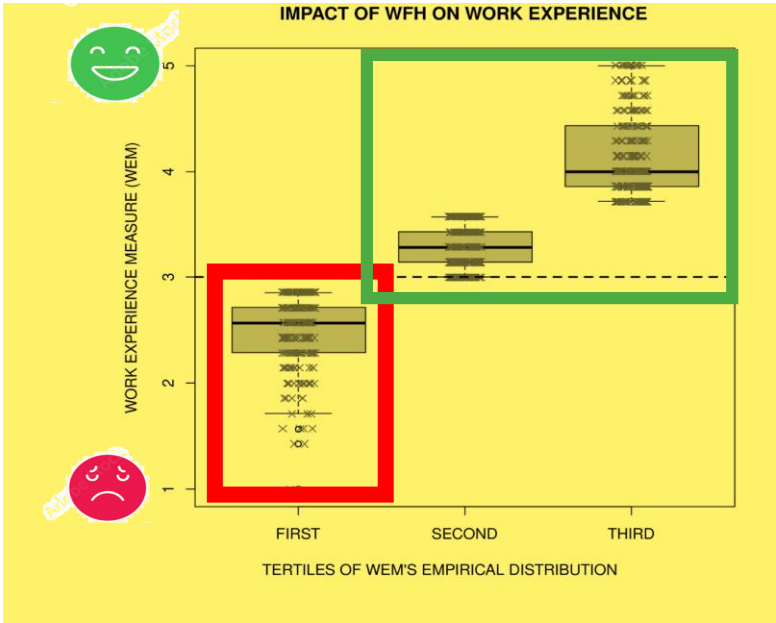 IMPACT OF WFH ON WORK EXPERIENCE
5
4
3
2
1
WORK EXPERIENCE MEASURE (WEM)
FIRST SECOND THIRD
TERTILES OF WEM'S EMPIRICAL DISTRIBUTION